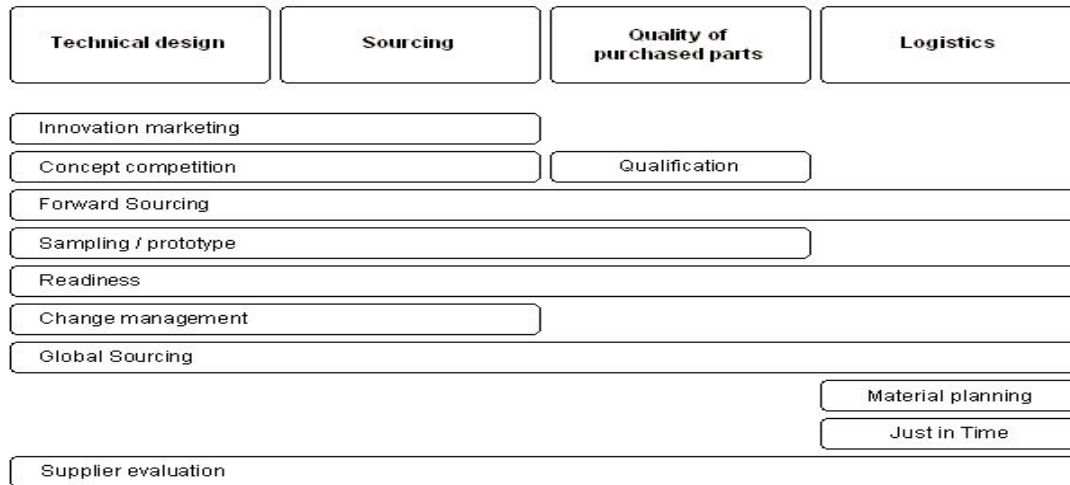 Technical design
Sourcing
Quality of
purchased parts
Logistics
Innovation marketing
Concept competition
Qualification
Forward Sourcing
Sampling / prototype
Readiness
Change management
Global Sourcing
Material planning
Just in Time
Supplier evaluation